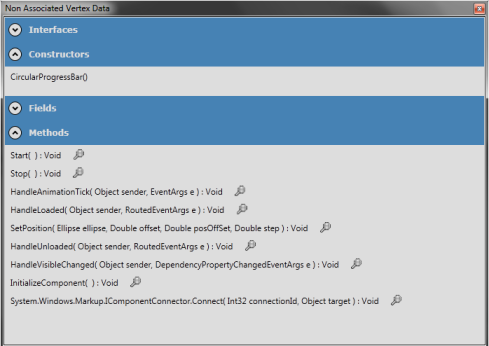 Non Associated Vertex Data
Interfaces
Constructors
CircularProgressBar()
Fields
Methods
Start( ) : Void
Stop( ) : Void
HandleAnimationTick( Object sender, EventArgs e ) : Void
HandleLoaded( Object sender, RoutedEventArgs e ) : Void
SetPosition( Ellipse ellipse, Double offset, Double posOffSet, Double step ) : Void
HandleUnloaded( Object sender, RoutedEventArgs e ) : Void
HandleVisibleChanged( Object sender, DependencyPropertyChangedEventArgs e ) : Void
InitializeComponent( ) : Void
System.Windows.Markup.IComponentConnector.Connect( Int32 connectionId, Object target ) : Void